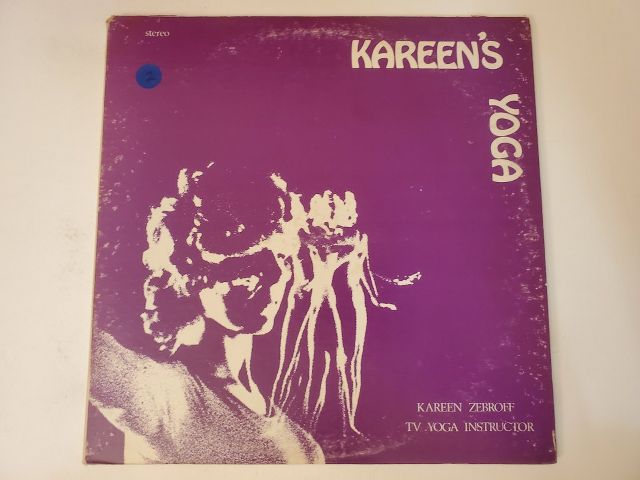 stereo
KAREEN'S
YOGA
2
KAREEN ZEBROFF
TV YOGA INSTRUCTOR